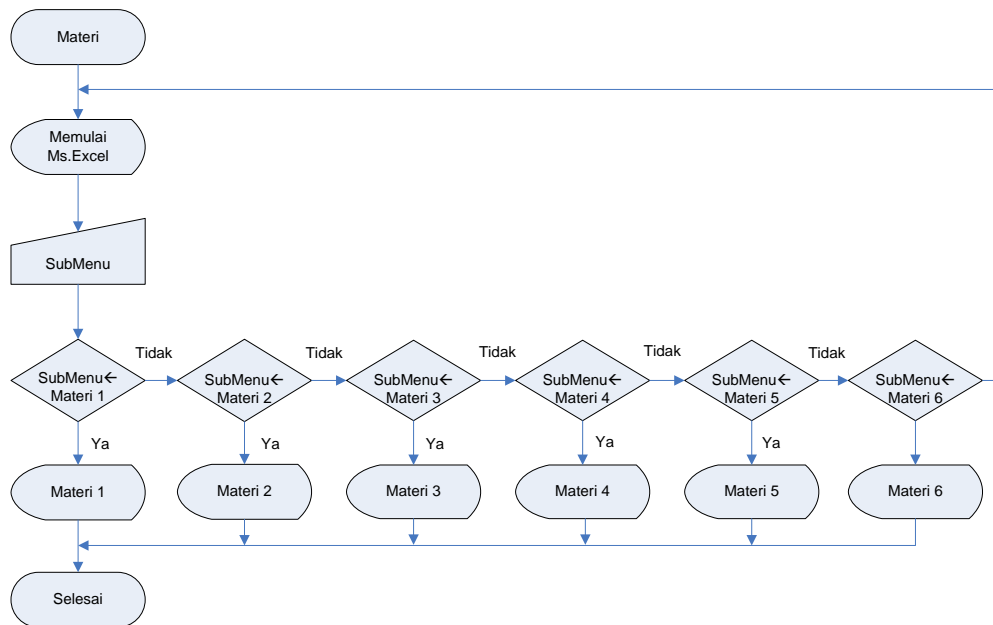 Materi
Memulai
Ms.Excel
SubMenu
Tidak
Tidak
Tidak
Tidak
Tidak
SubMenu←
Materi 1
SubMenu←
Materi 2
SubMenu←
Materi 3
SubMenu←
Materi 4
SubMenu←
Materi 5
SubMenu←
Materi 6
Ya
Ya
Ya
Ya
Ya
Materi 1
Materi 2
Materi 3
Materi 4
Materi 5
Materi 6
Selesai